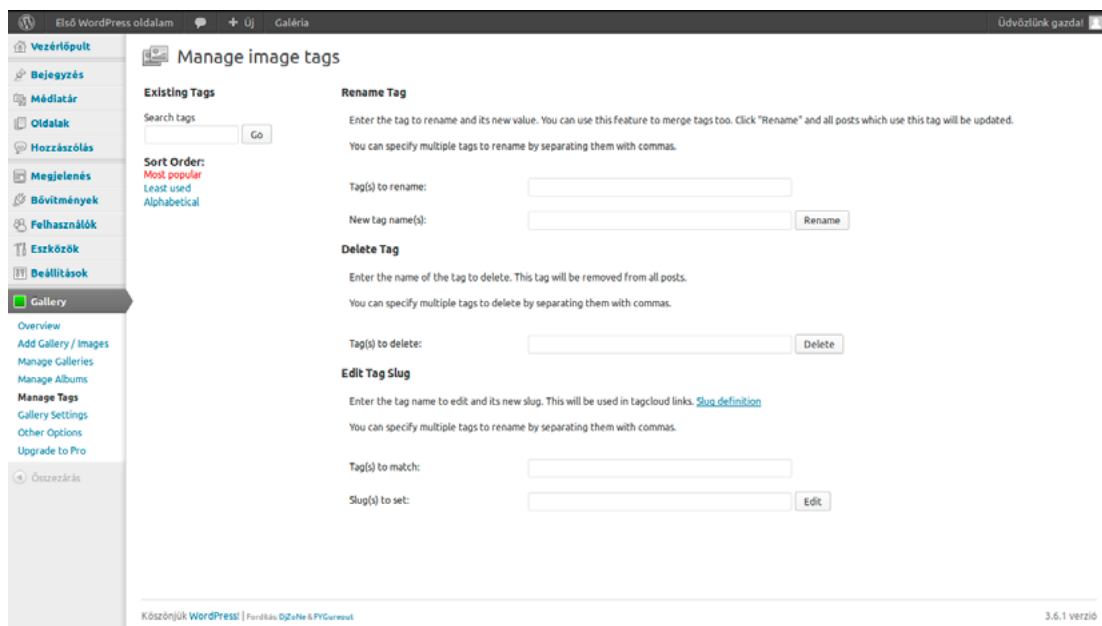 Első WordPress oldalam + Új Galéria Üdvözlünk gazda!
Vezérlőpult
Bejegyzés
Médiatár
Oldalak
Hozzászólás
Megjelenés
Bővítmények
Felhasználók
Eszközök
Beállítások
Gallery
Overview
Add Gallery / Images
Manage Galleries
Manage Albums
Manage Tags
Gallery Settings
Other Options
Upgrade to Pro
Összezárás
Manage image tags
Existing Tags
Search tags
Go
Sort Order:
Most popular
Least used
Alphabetical
Rename Tag
Enter the tag to rename and its new value. You can use this feature to merge tags too. Click "Rename" and all posts which use this tag will be updated.
You can specify multiple tags to rename by separating them with commas.
Tag(s) to rename:
New tag name(s): Rename
Delete Tag
Enter the name of the tag to delete. This tag will be removed from all posts.
You can specify multiple tags to delete by separating them with commas.
Tag(s) to delete: Delete
Edit Tag Slug
Enter the tag name to edit and its new slug. This will be used in tagcloud links. Slug definition
You can specify multiple tags to rename by separating them with commas.
Tag(s) to match:
Slug(s) to set: Edit
Köszönjük WordPress! | Fordítás: DjZoNe & FYGureout 3.6.1 verzió